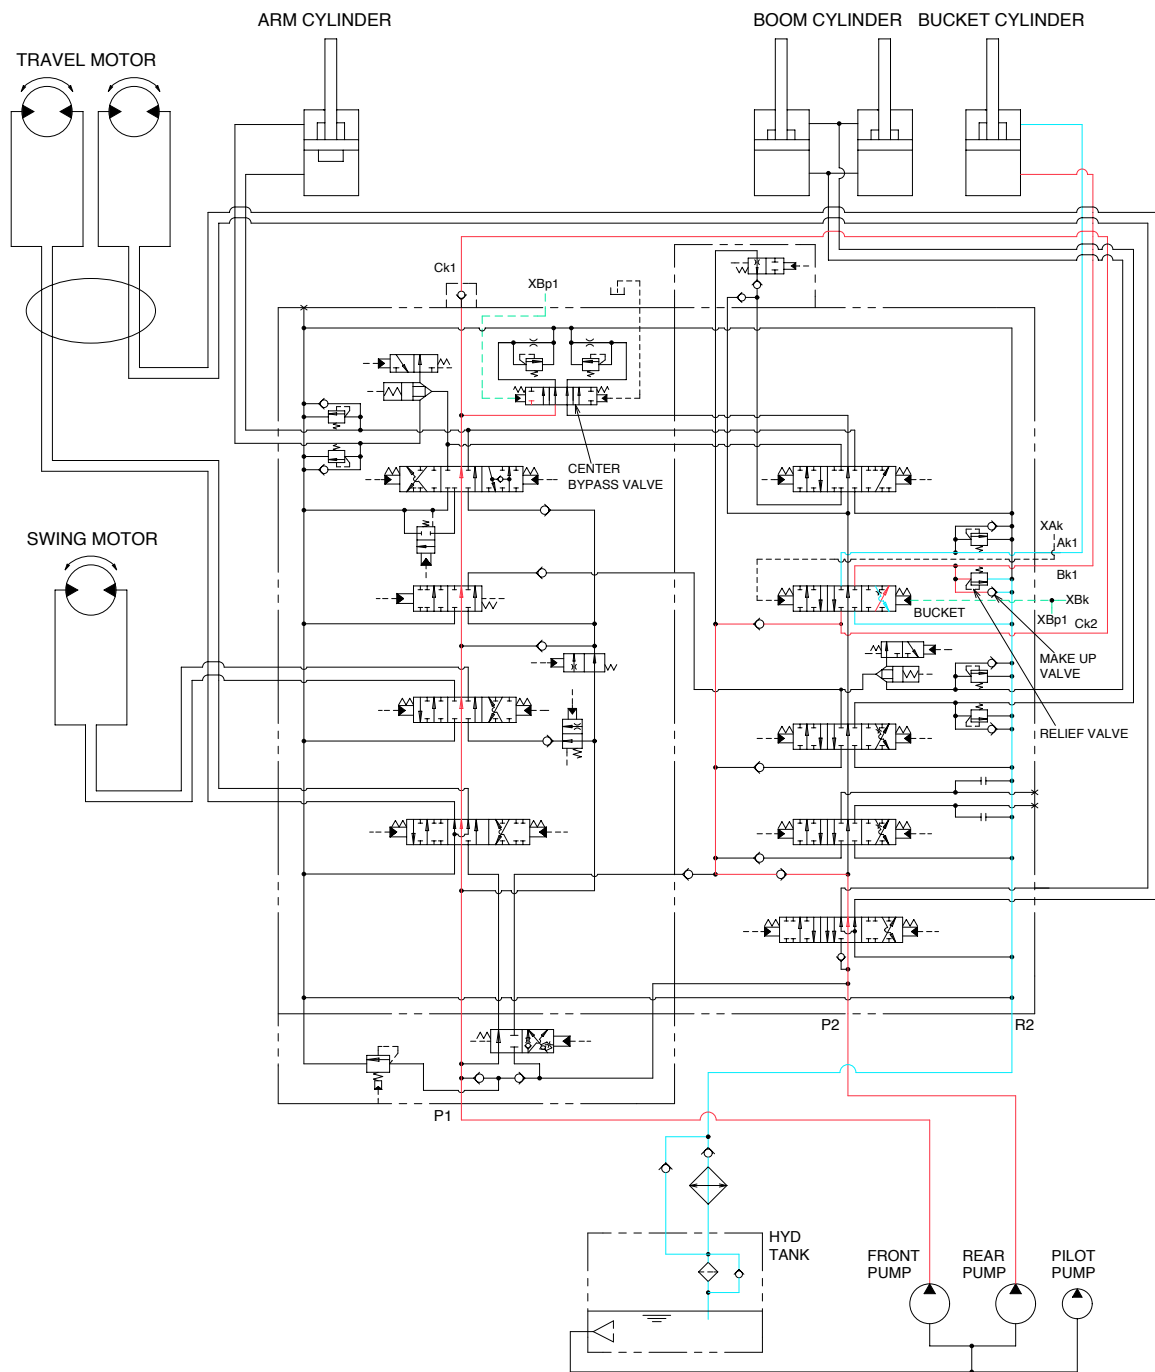 ARM CYLINDER
BOOM CYLINDER
BUCKET CYLINDER
TRAVEL MOTOR
Ck1
XBp1
CENTER
BYPASS VALVE
SWING MOTOR
XAk
Ak1
Bk1
BUCKET
XBk
XBp1
Ck2
MAKE UP
VALVE
RELIEF VALVE
P2
R2
P1
HYD
TANK
FRONT
PUMP
REAR
PUMP
PILOT
PUMP